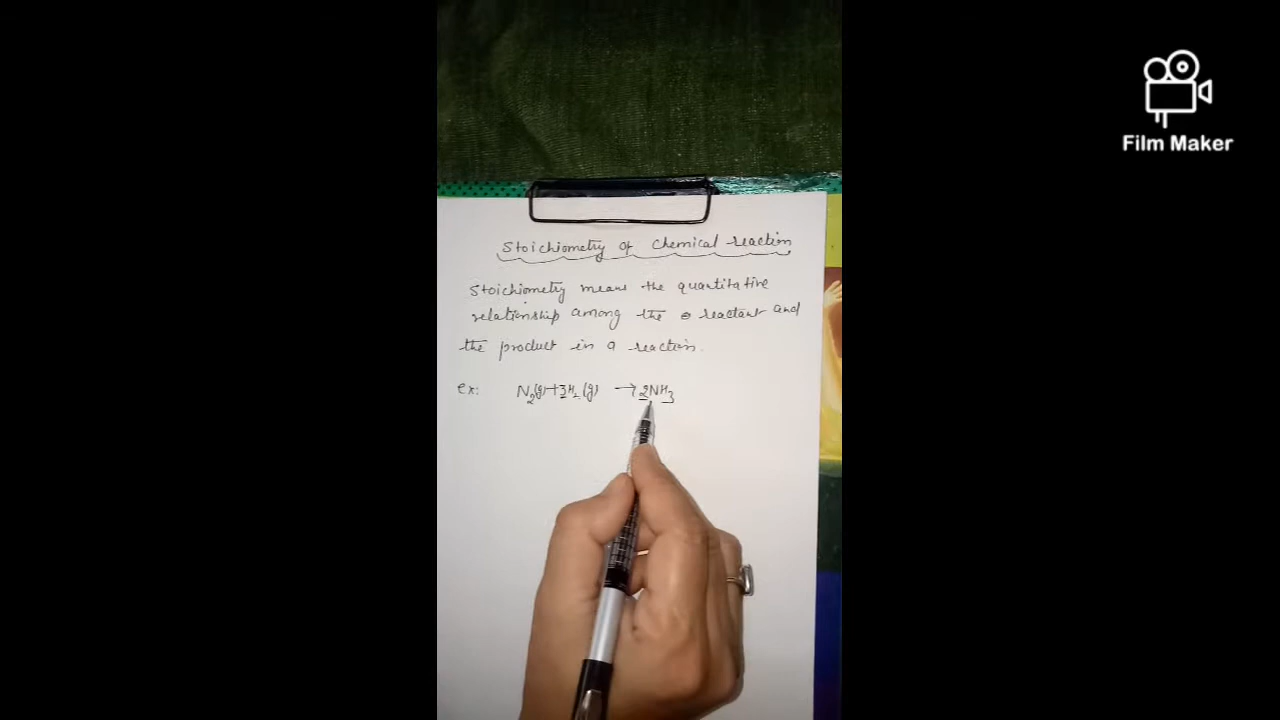 Film Maker
Stoichiometry of Chemical reaction
Stoichiometry means the quantitative
relationship among the reactant and
the product in a reaction.
ex: N2(g)+3H2(g) → 2NH3